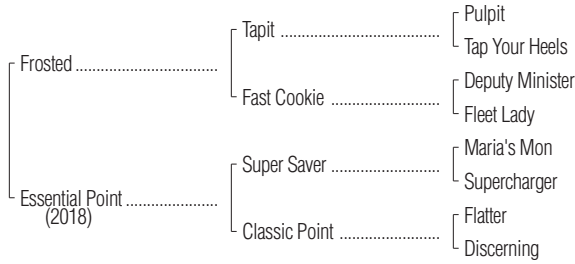 Pulpit
Tapit
Tap Your Heels
Frosted
Deputy Minister
Fast Cookie
Fleet Lady
Maria's Mon
Super Saver
Supercharger
Essential Point
(2018)
Flatter
Classic Point
Discerning